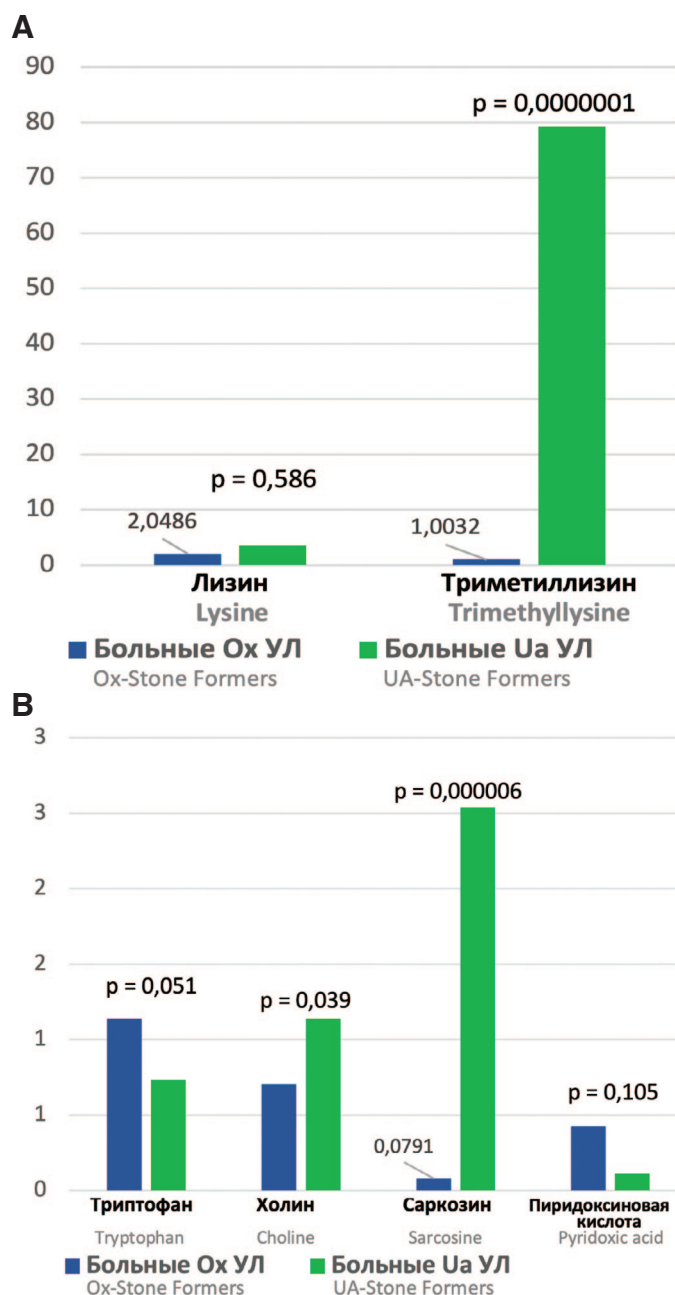 A
90
p = 0,0000001
80
70
60
50
40
30
20
p = 0,586
10
2,0486
1,0032
0
Лизин
Триметиллизин
Lysine
Trimethyllysine
Больные Ox УЛ
Больные Ua УЛ
Ox-Stone Formers
UA-Stone Formers
B
3
p = 0,000006
3
2
2
p = 0,051
p = 0,039
1
p = 0,105
1
0,0791
0
Триптофан
Холин
Саркозин
Пиридоксиновая
кислота
Tryptophan
Choline
Sarcosine
Pyridoxic acid
Больные Ox УЛ
Больные Ua УЛ
Ox-Stone Formers
UA-Stone Formers